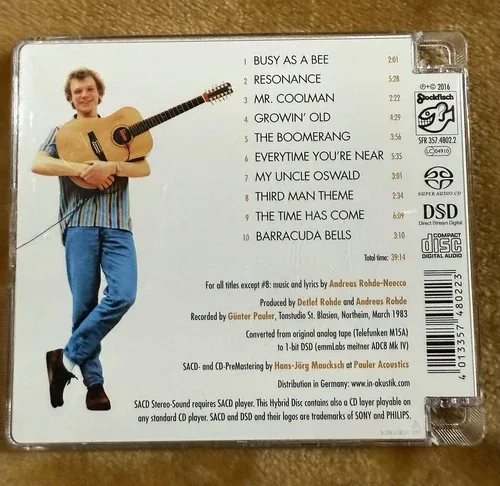 1 BUSY AS A BEE 2:01
2 RESONANCE 5:28
3 MR. COOLMAN 2:22
4 GROWIN' OLD 4:29
5 THE BOOMERANG 3:56
6 EVERYTIME YOU'RE NEAR 5:35
7 MY UNCLE OSWALD 3:01
8 THIRD MAN THEME 2:34
9 THE TIME HAS COME 6:09
10 BARRACUDA BELLS 3:10
Total time: 39:14
For all titles except #8: music and lyrics by Andreas Rohde-Neecco
Produced by Detlef Rohde and Andreas Rohde
Recorded by Günter Pauler, Tonstudio St. Blasien, Northeim, March 1983
Converted from original analog tape (Telefunken M15A)
to 1-bit DSD (emmLabs meitner ADC8 Mk IV)
SACD- and CD-PreMastering by Hans-Jörg Maucksch at Pauler Acoustics
Distribution in Germany: www.in-akustik.com
SACD Stereo-Sound requires SACD player. This Hybrid Disc contains also a CD layer playable on
any standard CD player. SACD and DSD and their logos are trademarks of SONY and PHILIPS.
℗+© 2016
Stockfisch
SFR 357.4802.2
LC 04910
SUPER AUDIO CD
DSD
Direct Stream Digital
COMPACT
disc
DIGITAL AUDIO
4 013357 480223